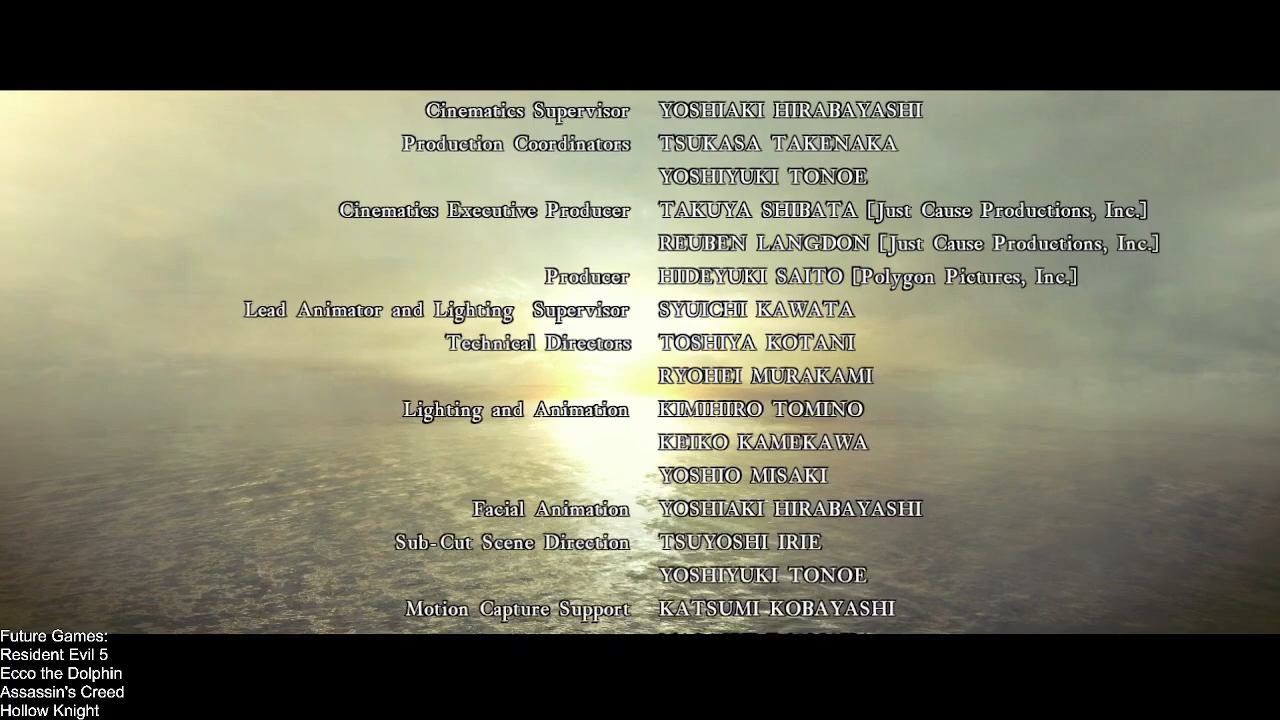 Cinematics Supervisor YOSHIAKI HIRABAYASHI
Production Coordinators TSUKASA TAKENAKA
YOSHIYUKI TONOE
Cinematics Executive Producer TAKUYA SHIBATA [Just Cause Productions, Inc.]
REUBEN LANGDON [Just Cause Productions, Inc.]
Producer HIDEYUKI SAITO [Polygon Pictures, Inc.]
Lead Animator and Lighting Supervisor SYUICHI KAWATA
Technical Directors TOSHIYA KOTANI
RYOHEI MURAKAMI
Lighting and Animation KIMIHIRO TOMINO
KEIKO KAMEKAWA
YOSHIO MISAKI
Facial Animation YOSHIAKI HIRABAYASHI
Sub-Cut Scene Direction TSUYOSHI IRIE
YOSHIYUKI TONOE
Motion Capture Support KATSUMI KOBAYASHI
Future Games:
Resident Evil 5
Ecco the Dolphin
Assassin's Creed
Hollow Knight